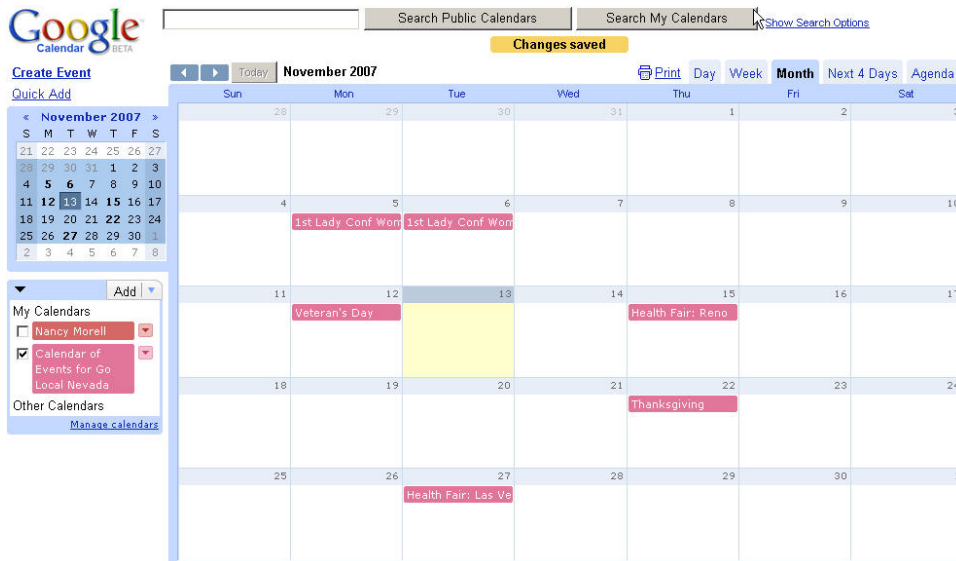 Google
Calendar BETA
Search Public Calendars
Search My Calendars
Show Search Options
Changes saved
Create Event
Quick Add
Today
November 2007
Print
Day
Week
Month
Next 4 Days
Agenda
« November 2007 »
S M T W T F S
21 22 23 24 25 26 27
28 29 30 31 1 2 3
4 5 6 7 8 9 10
11 12 13 14 15 16 17
18 19 20 21 22 23 24
25 26 27 28 29 30 1
2 3 4 5 6 7 8
Add
My Calendars
Nancy Morell
Calendar of
Events for Go
Local Nevada
Other Calendars
Manage calendars
Sun Mon Tue Wed Thu Fri Sat
28 29 30 31 1 2
4 5 6 7 8 9 10
1st Lady Conf Wom 1st Lady Conf Wom
11 12 13 14 15 16 17
Veteran's Day Health Fair: Reno
18 19 20 21 22 23 24
Thanksgiving
25 26 27 28 29 30
Health Fair: Las Ve